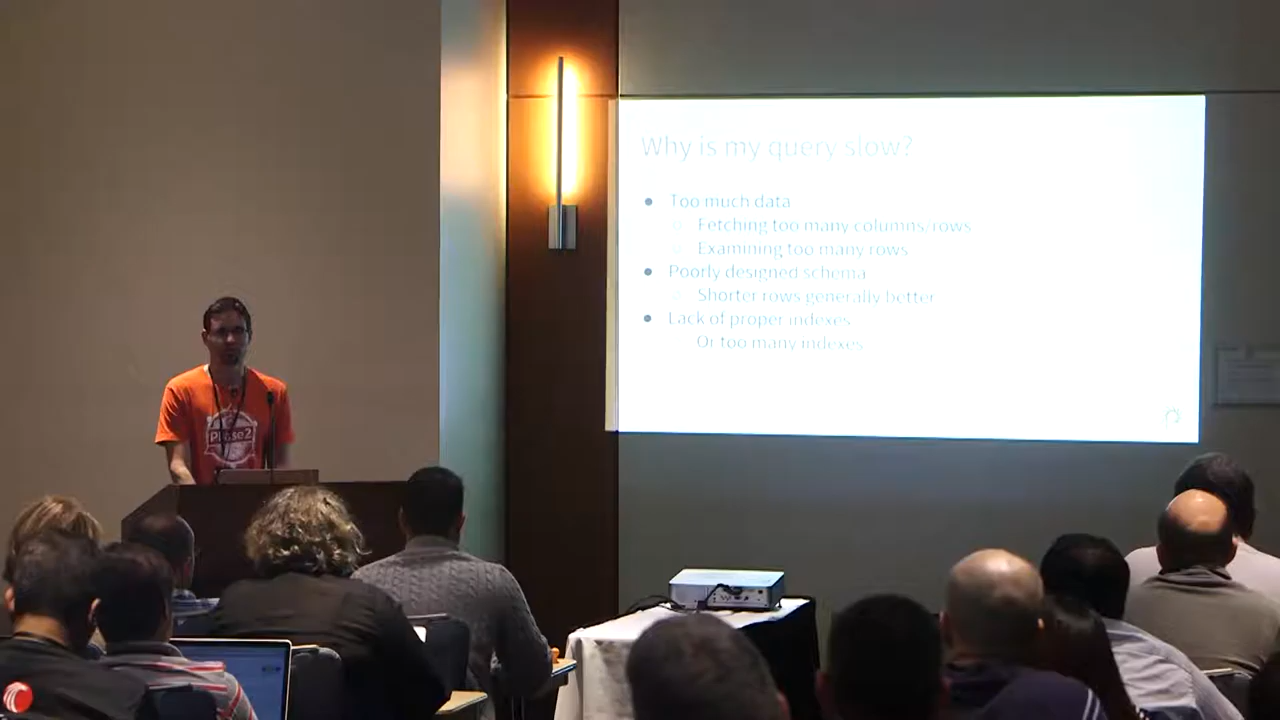 Why is my query slow?
Too much data
Fetching too many columns/rows
Examining too many rows
Poorly designed schema
Shorter rows generally better
Lack of proper indexes
Or too many indexes
Phase2